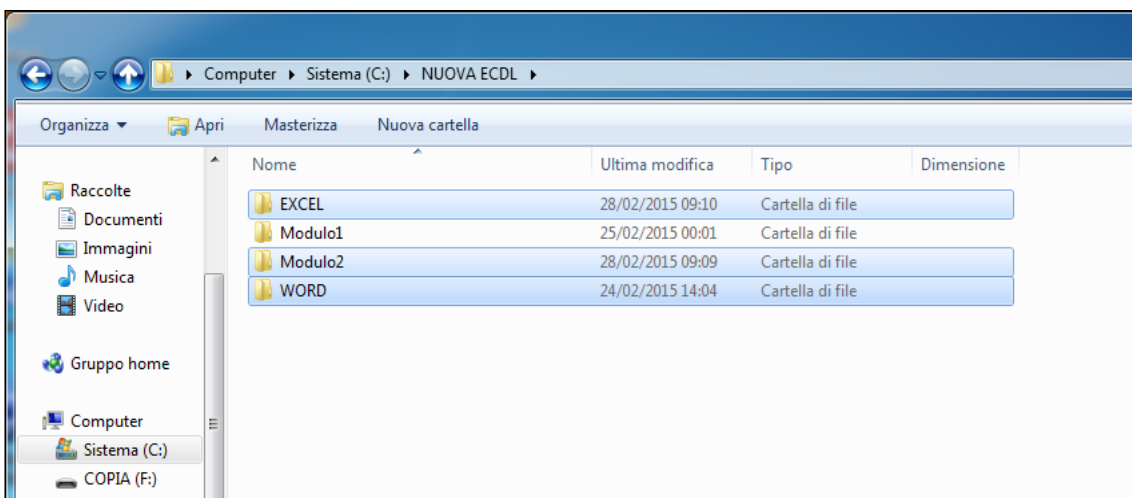 Computer Sistema (C:) NUOVA ECDL
Organizza Apri Masterizza Nuova cartella
Nome Ultima modifica Tipo Dimensione
Raccolte
Documenti
Immagini
Musica
Video
Gruppo home
Computer
Sistema (C:)
COPIA (F:)
EXCEL 28/02/2015 09:10 Cartella di file
Modulo1 25/02/2015 00:01 Cartella di file
Modulo2 28/02/2015 09:09 Cartella di file
WORD 24/02/2015 14:04 Cartella di file